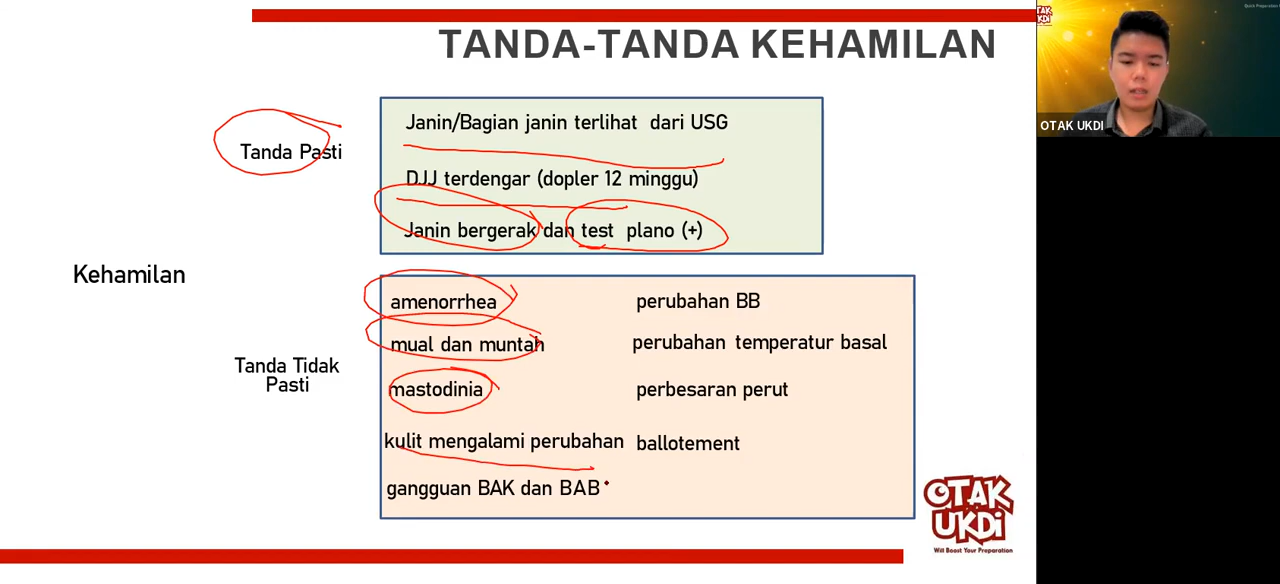 TANDA-TANDA KEHAMILAN
Tanda Pasti
Janin/Bagian janin terlihat dari USG
DJJ terdengar (dopler 12 minggu)
Janin bergerak dan test plano (+)
Kehamilan
Tanda Tidak
Pasti
amenorrhea
mual dan muntah
mastodinia
kulit mengalami perubahan
gangguan BAK dan BAB
perubahan BB
perubahan temperatur basal
perbesaran perut
ballotement
OTAK
UKDI
Will Boost Your Preparation
TAK
UKDI
OTAK UKDI